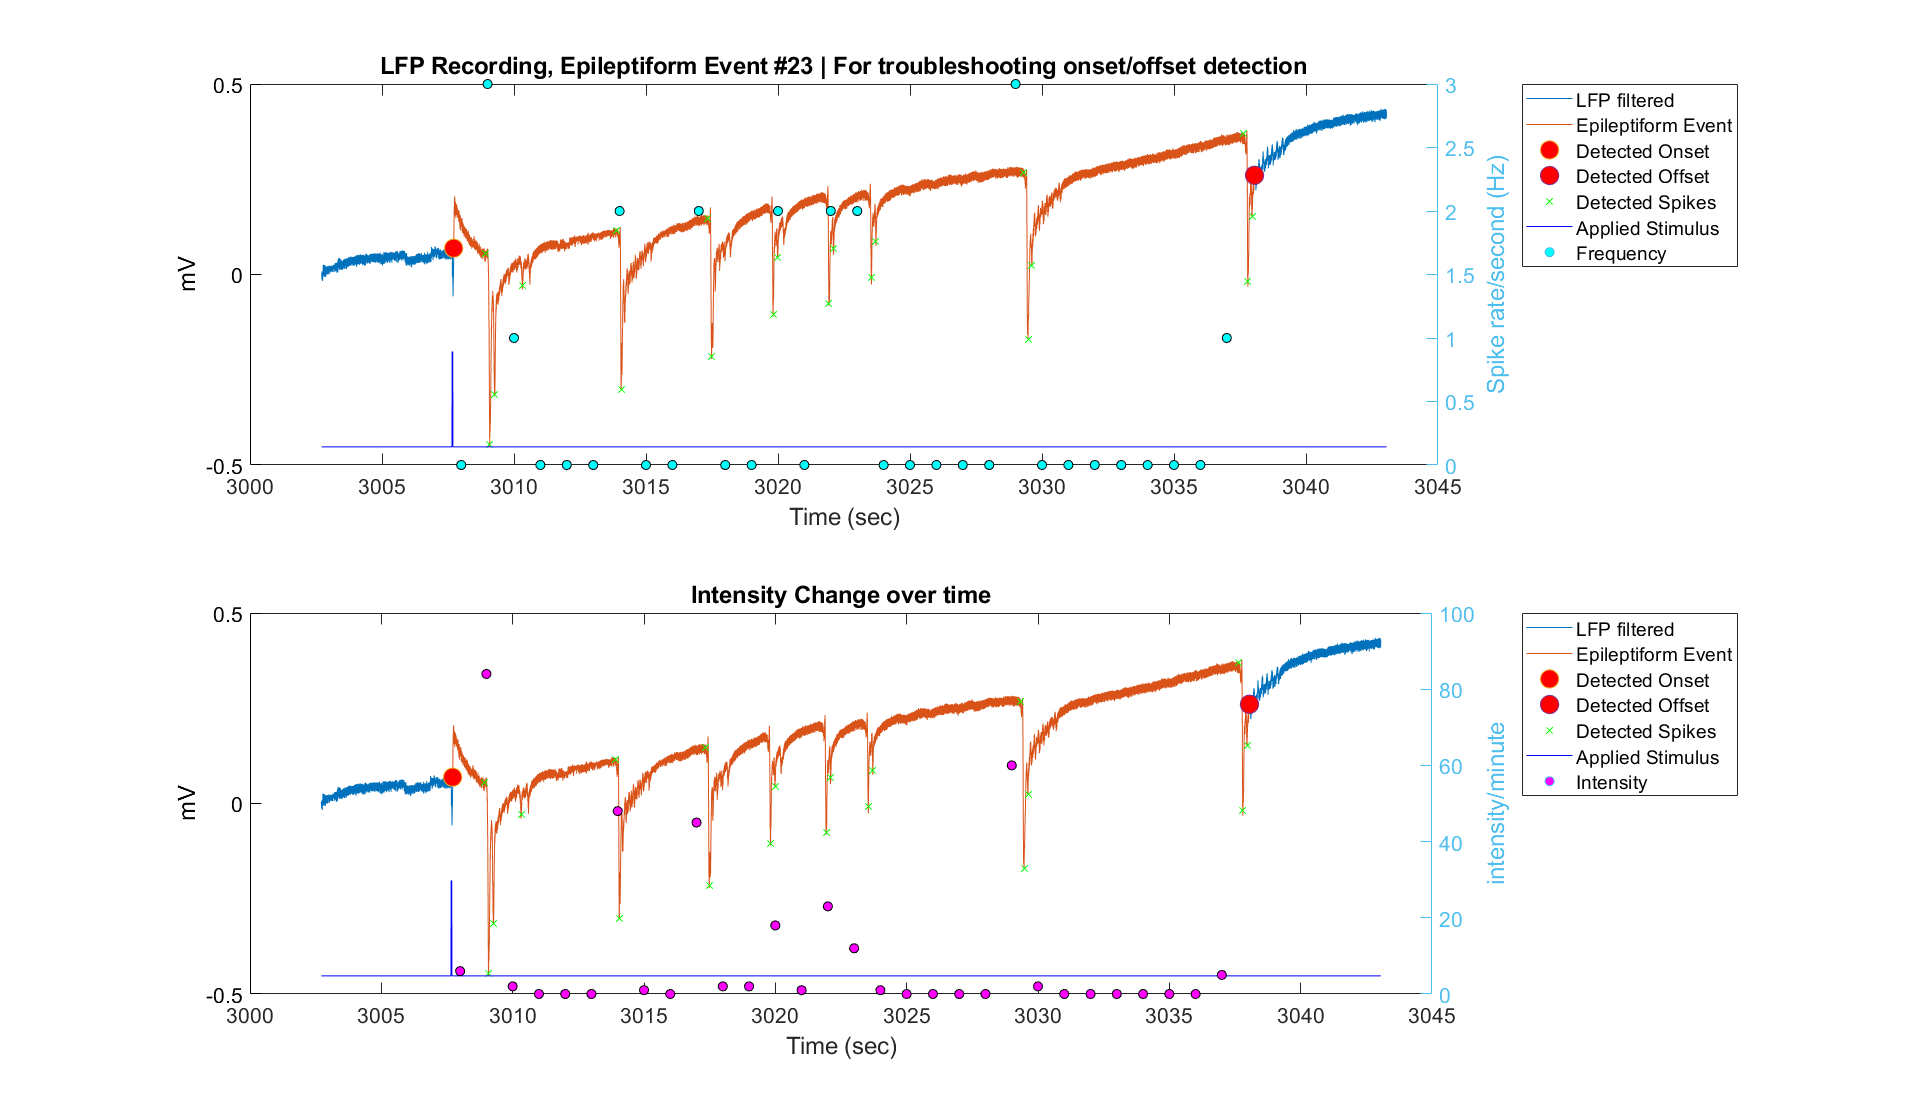 LFP Recording, Epileptiform Event #23 | For troubleshooting onset/offset detection
0.5
0
-0.5
mV
3000 3005 3010 3015 3020 3025 3030 3035 3040 3045
Time (sec)
3
2.5
2
1.5
1
0.5
0
Spike rate/second (Hz)
LFP filtered
Epileptiform Event
Detected Onset
Detected Offset
Detected Spikes
Applied Stimulus
Frequency
Intensity Change over time
0.5
0
-0.5
mV
3000 3005 3010 3015 3020 3025 3030 3035 3040 3045
Time (sec)
100
80
60
40
20
0
intensity/minute
LFP filtered
Epileptiform Event
Detected Onset
Detected Offset
Detected Spikes
Applied Stimulus
Intensity